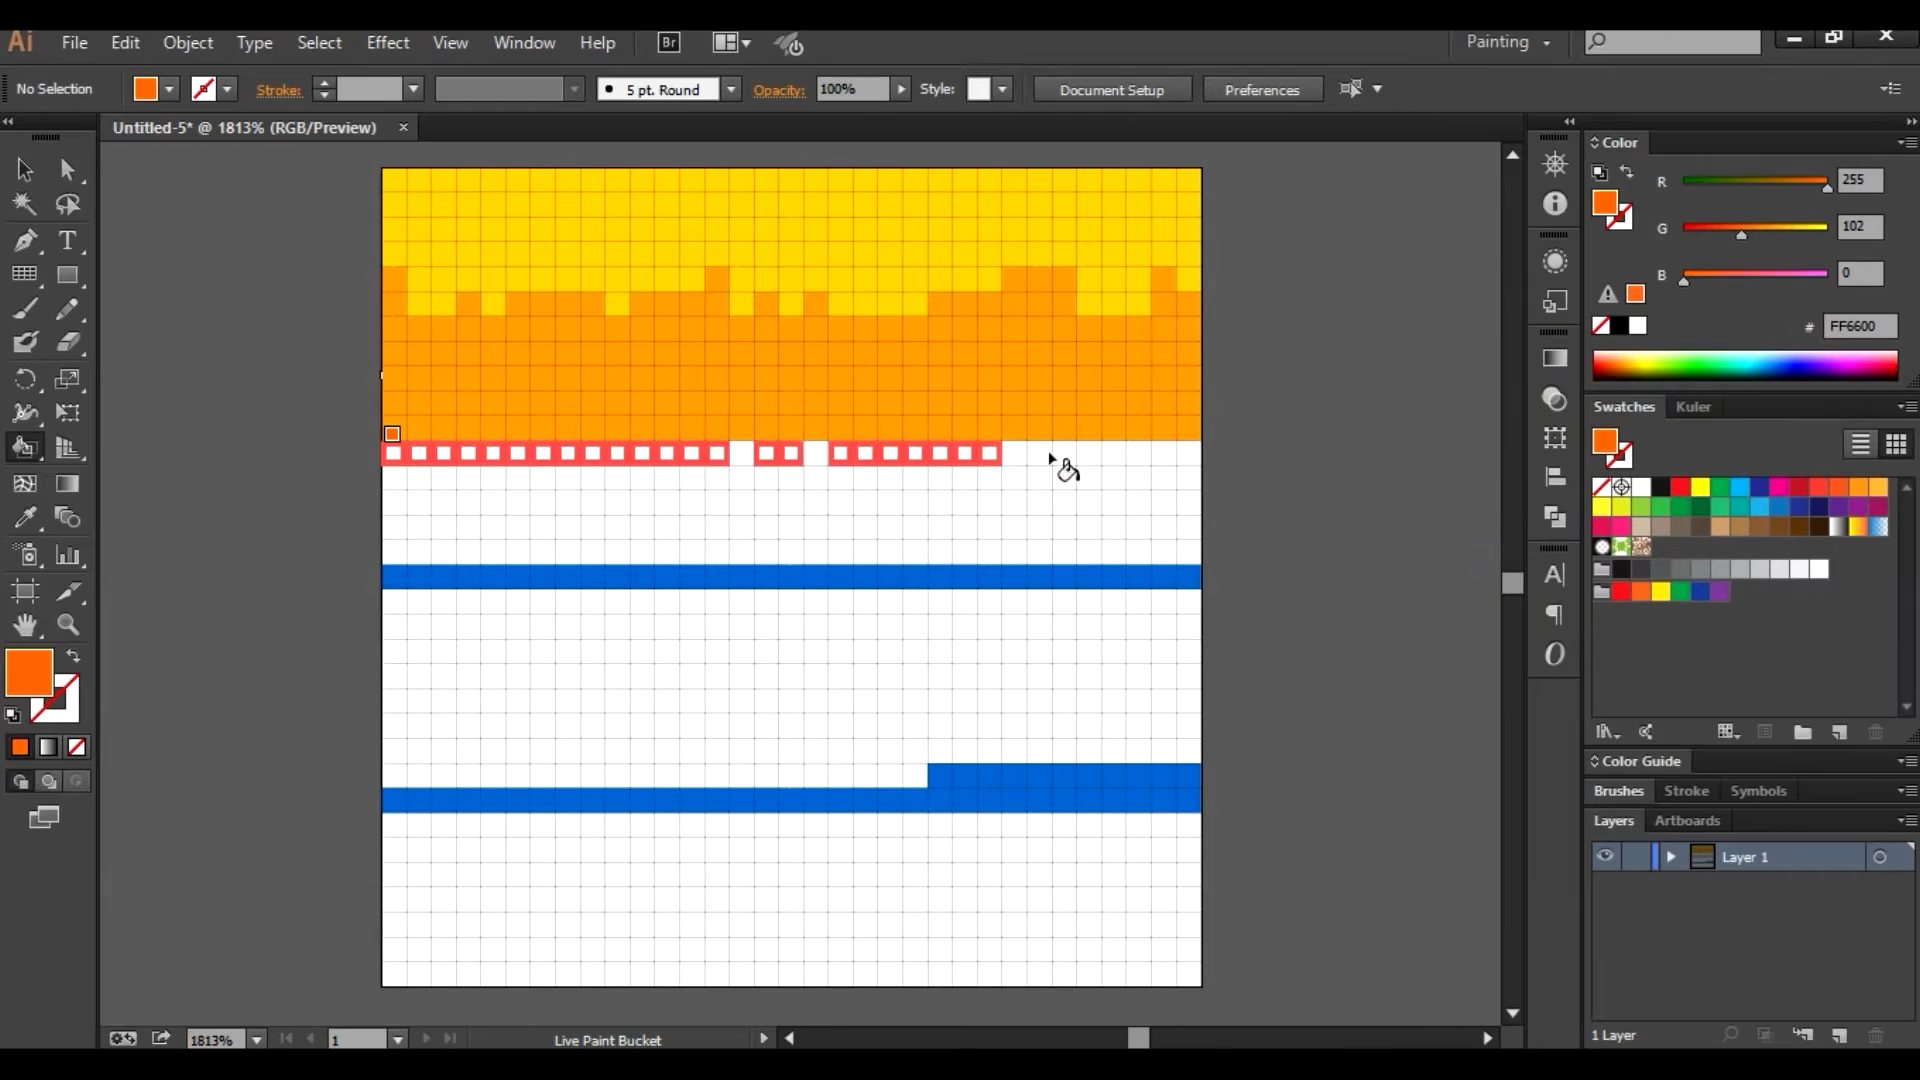 Ai File Edit Object Type Select Effect View Window Help Br Painting
No Selection Stroke: 5 pt. Round Opacity: 100% Style: Document Setup Preferences
Untitled-5* @ 1813% (RGB/Preview)
Color
R 255
G 102
B 0
# FF6600
Swatches Kuler
Color Guide
Brushes Stroke Symbols
Layers Artboards
Layer 1
1 Layer
1813% 1 Live Paint Bucket